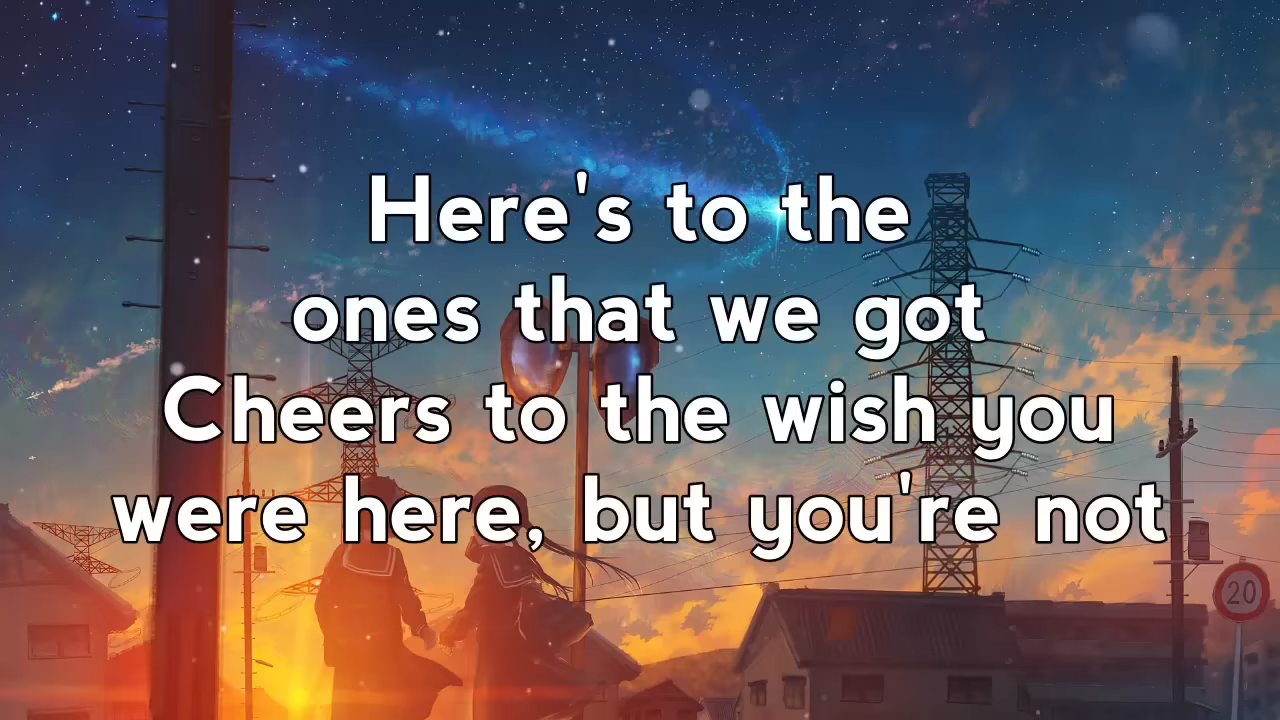 Here's to the
ones that we got
Cheers to the wish you
were here, but you're not
20